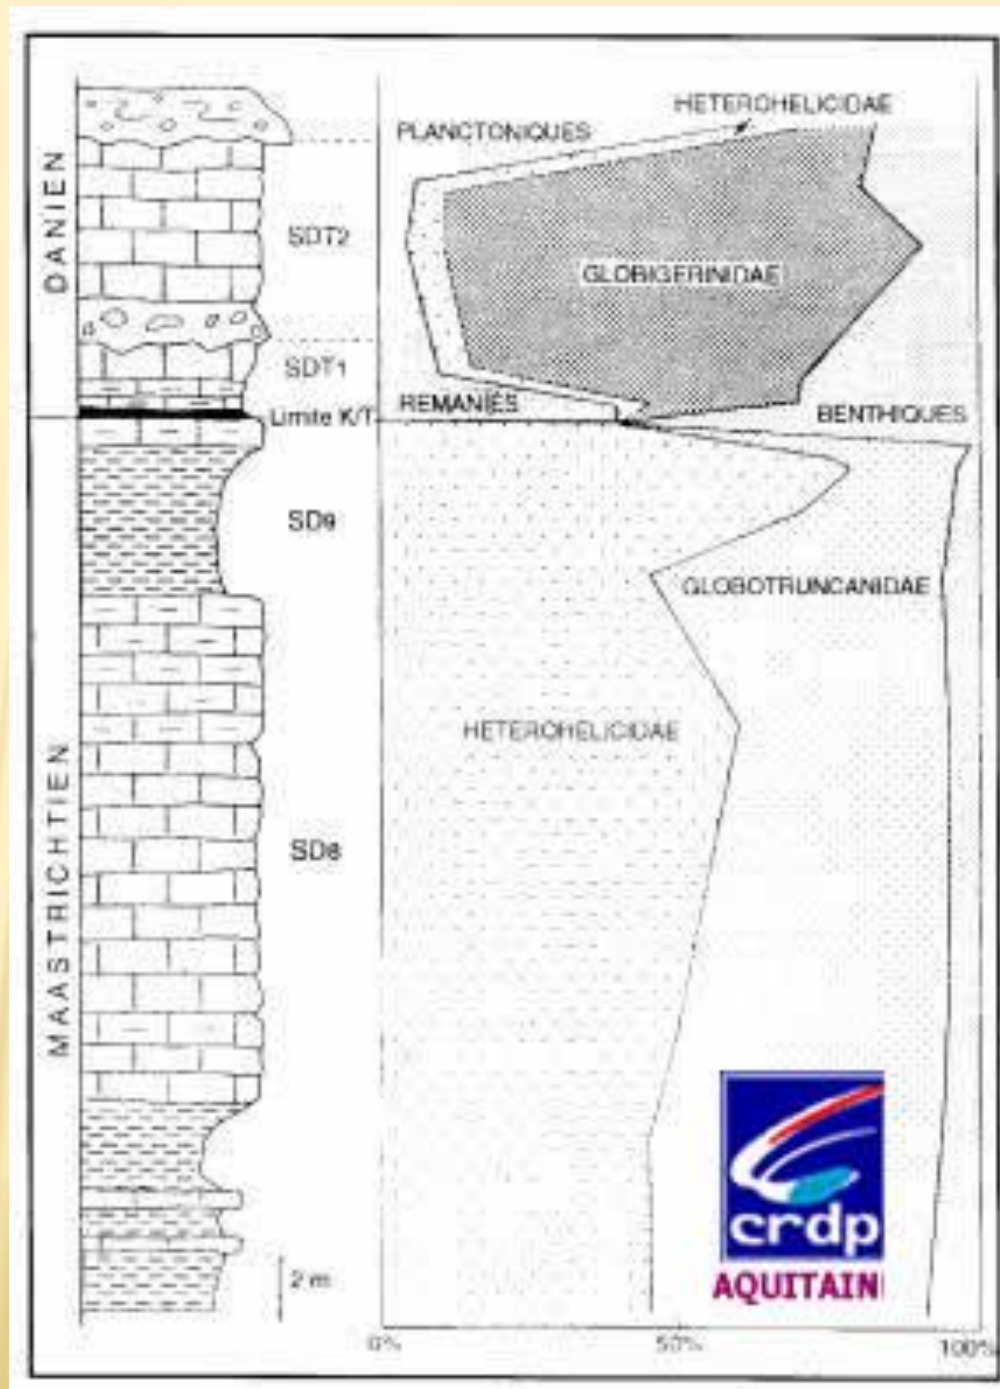 HETEROHELICIDAE
PLANCTONIQUES
DANIEN
SDT2
GLOBIGERINIDAE
SDT1
REMANIÉS
BENTHIQUES
Limite K/T
SD9
GLOBOTRUNCANIDAE
HETEROHELICIDAE
MAASTRICHTIEN
SD8
crdp
AQUITAIN
2 m
0%
50%
100%